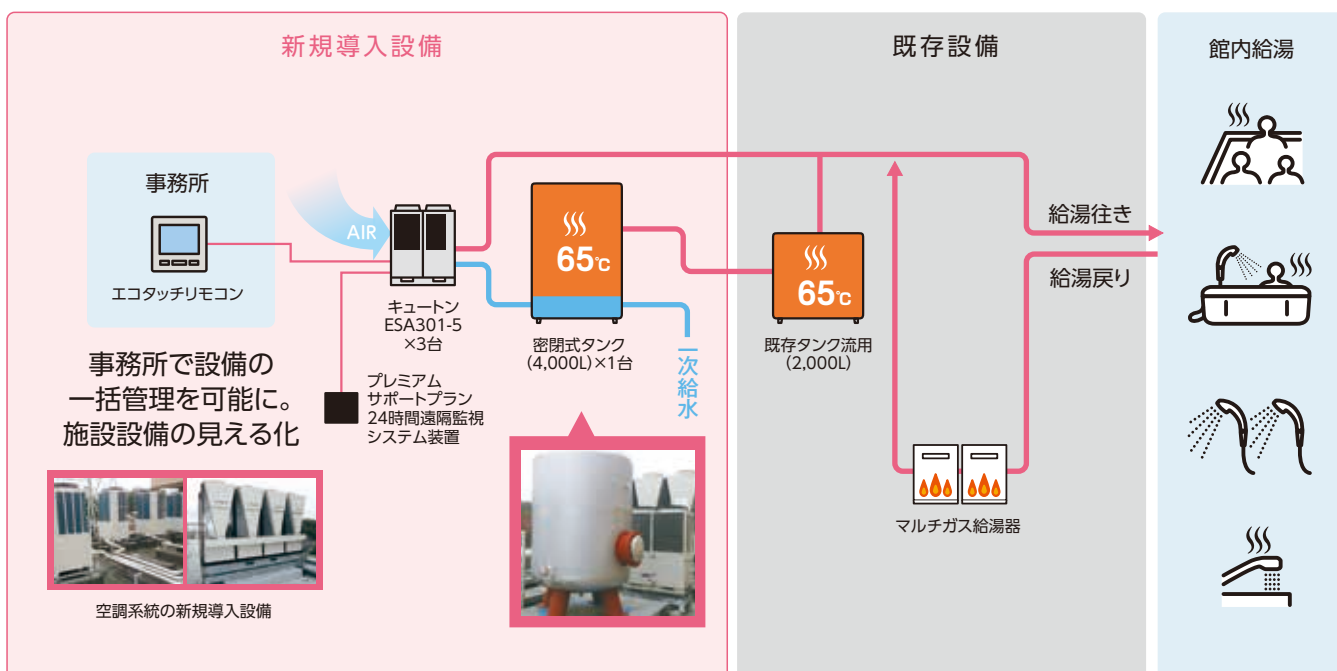 新規導入設備
既存設備
館内給湯
事務所
エコタッチリモコン
AIR
キュートン
ESA301-5
×3台
65℃
密閉式タンク
(4,000L)×1台
一次給水
65℃
既存タンク流用
(2,000L)
給湯往き
給湯戻り
事務所で設備の
一括管理を可能に。
施設設備の見える化
プレミアム
サポートプラン
24時間遠隔監視
システム装置
マルチガス給湯器
空調系統の新規導入設備